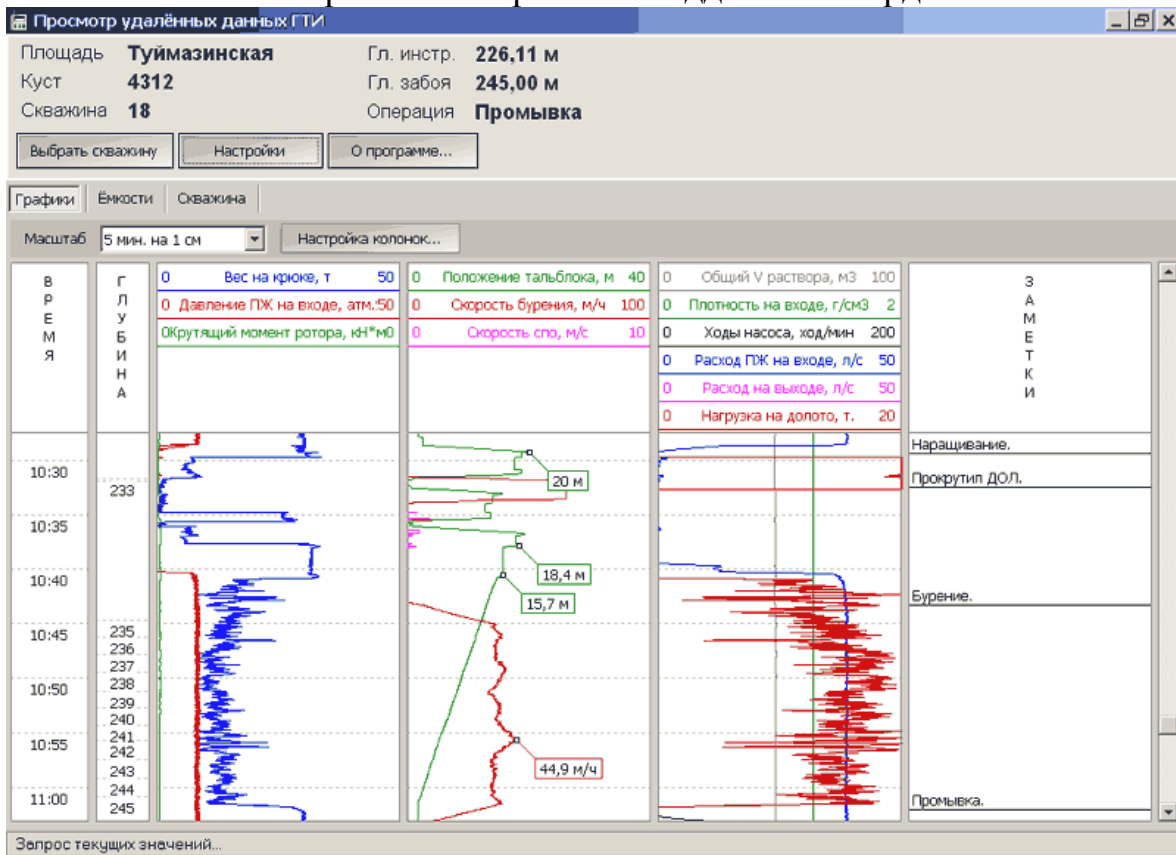 Просмотр удалённых данных ГТИ
Площадь Туймазинская Гл. инстр. 226,11 м
Куст 4312 Гл. забоя 245,00 м
Скважина 18 Операция Промывка
Выбрать скважину Настройки О программе...
Графики Ёмкости Скважина
Масштаб 5 мин. на 1 см Настройка колонок...
ВРЕМЯ
ГЛУБИНА
0 Вес на крюке, т 50
0 Давление ПЖ на входе, атм.:50
0Крутящий момент ротора, кН*м0
0 Положение тальблока, м 40
0 Скорость бурения, м/ч 100
0 Скорость спо, м/с 10
0 Общий V раствора, м3 100
0 Плотность на входе, г/см3 2
0 Ходы насоса, ход/мин 200
0 Расход ПЖ на входе, л/с 50
0 Расход на выходе, л/с 50
0 Нагрузка на долото, т. 20
ЗАМЕТКИ
10:30
10:35
10:40
10:45
10:50
10:55
11:00
233
235
236
237
238
239
240
241
242
243
244
245
20 м
18,4 м
15,7 м
44,9 м/ч
Наращивание.
Прокрутил ДОЛ.
Бурение.
Промывка.
Запрос текущих значений...